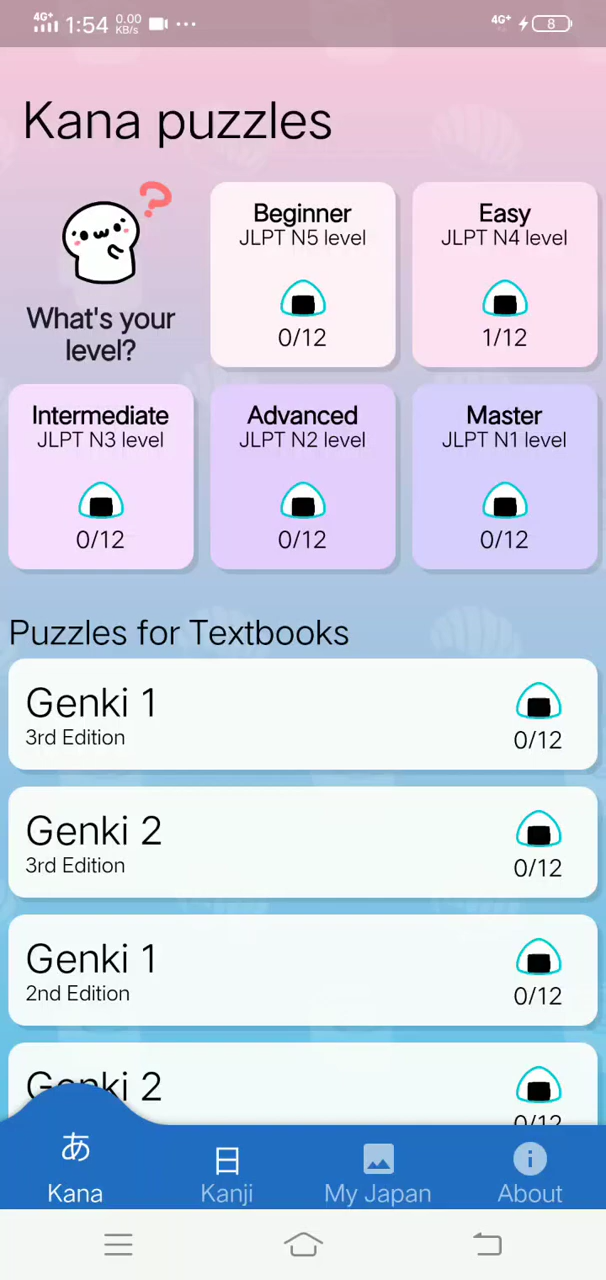 4G+ 1:54 0.00 KB/s ... 4G+ 8
Kana puzzles
?
What's your
level?
Beginner
JLPT N5 level
0/12
Easy
JLPT N4 level
1/12
Intermediate
JLPT N3 level
0/12
Advanced
JLPT N2 level
0/12
Master
JLPT N1 level
0/12
Puzzles for Textbooks
Genki 1
3rd Edition
0/12
Genki 2
3rd Edition
0/12
Genki 1
2nd Edition
0/12
Genki 2
0/12
あ
Kana
日
Kanji
My Japan
i
About